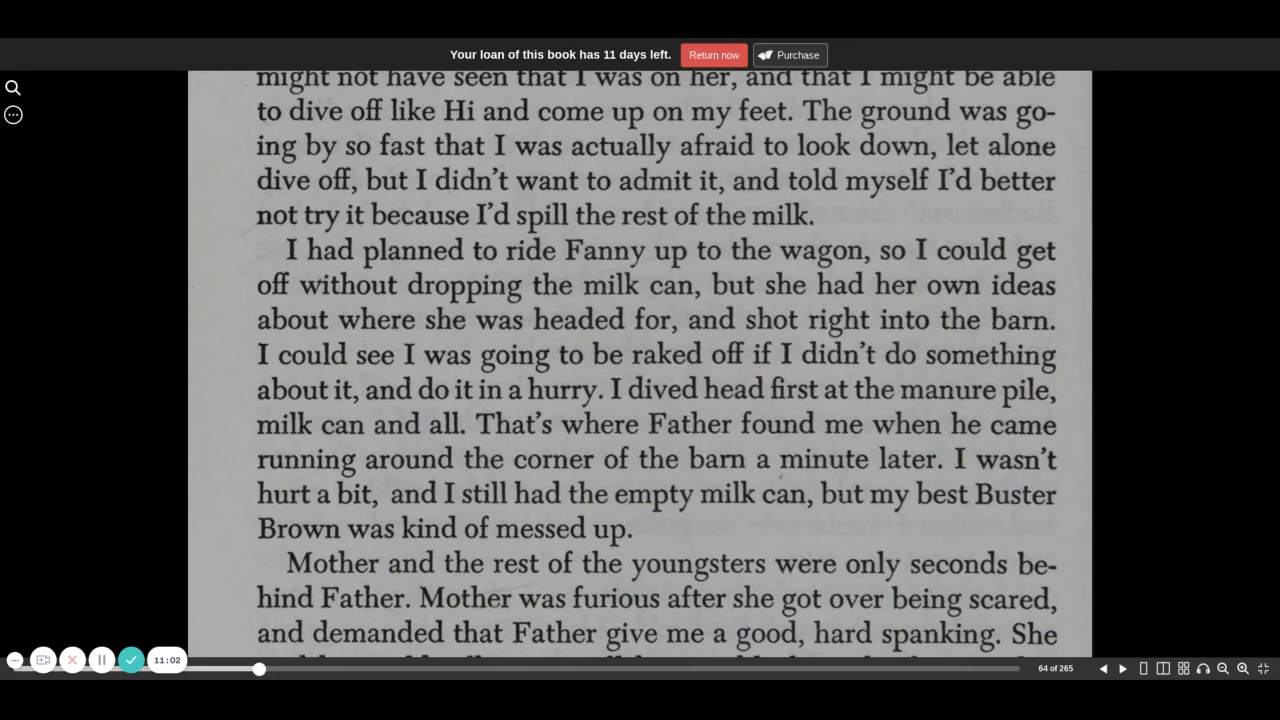 Your loan of this book has 11 days left. Return now Purchase
might not have seen that I was on her, and that I might be able
to dive off like Hi and come up on my feet. The ground was go-
ing by so fast that I was actually afraid to look down, let alone
dive off, but I didn't want to admit it, and told myself I'd better
not try it because I'd spill the rest of the milk.
I had planned to ride Fanny up to the wagon, so I could get
off without dropping the milk can, but she had her own ideas
about where she was headed for, and shot right into the barn.
I could see I was going to be raked off if I didn't do something
about it, and do it in a hurry. I dived head first at the manure pile,
milk can and all. That's where Father found me when he came
running around the corner of the barn a minute later. I wasn't
hurt a bit, and I still had the empty milk can, but my best Buster
Brown was kind of messed up.
Mother and the rest of the youngsters were only seconds be-
hind Father. Mother was furious after she got over being scared,
and demanded that Father give me a good, hard spanking. She
11:02
64 of 265